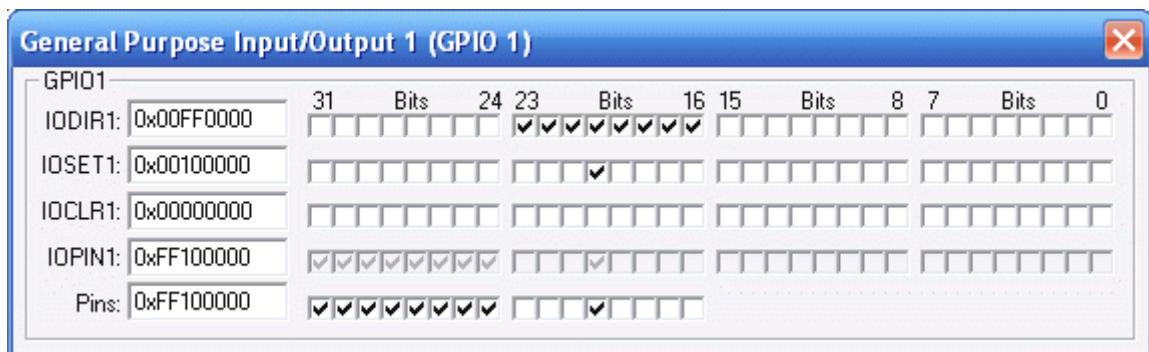 General Purpose Input/Output 1 (GPIO 1)
GPIO1
31 Bits 24 23 Bits 16 15 Bits 8 7 Bits 0
IODIR1: 0x00FF0000
IOSET1: 0x00100000
IOCLR1: 0x00000000
IOPIN1: 0xFF100000
Pins: 0xFF100000